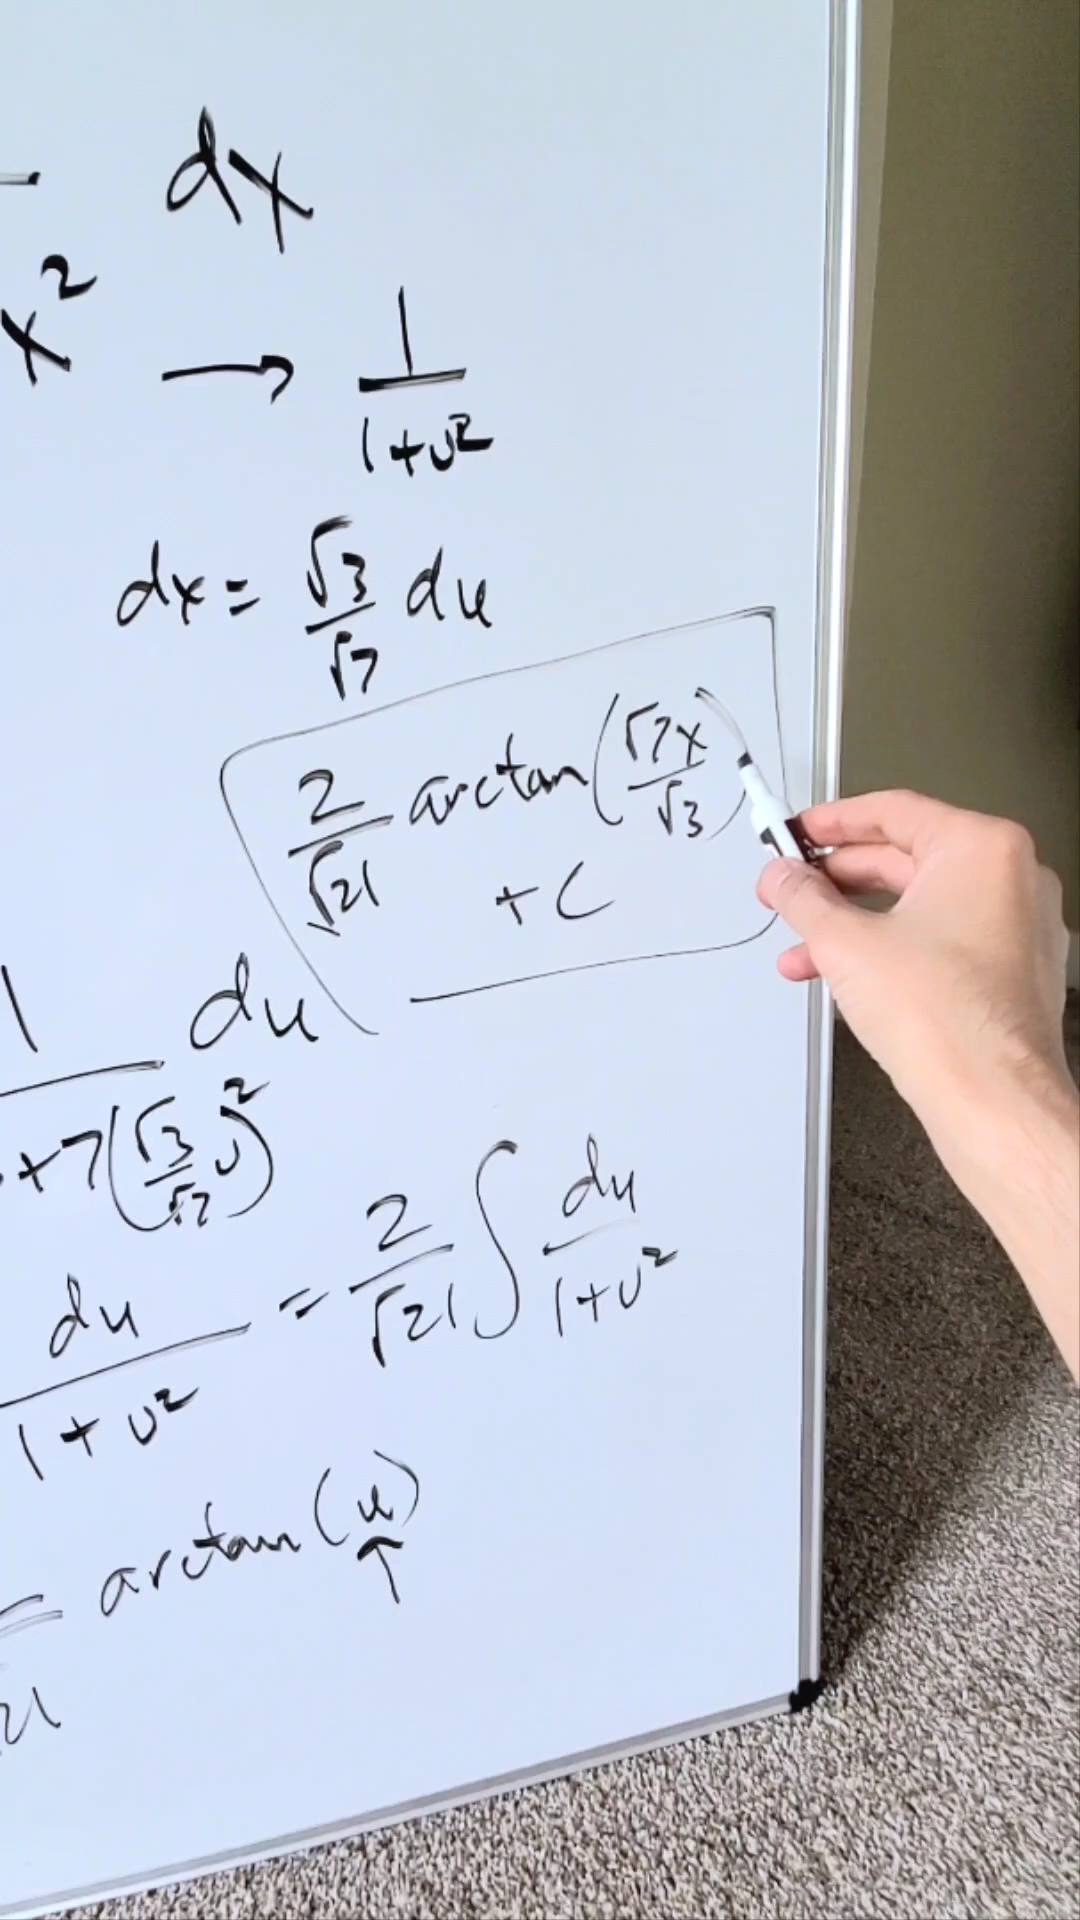 dx
x²
→ 1/(1+u²)
dx = √3/√7 du
2/√21 arctan(√7x/√3)
+ C
1 du
+7(√3/√7 u)²
du/(1+u²) = 2/√21 ∫ du/(1+u²)
= arctan(u)
↑
21